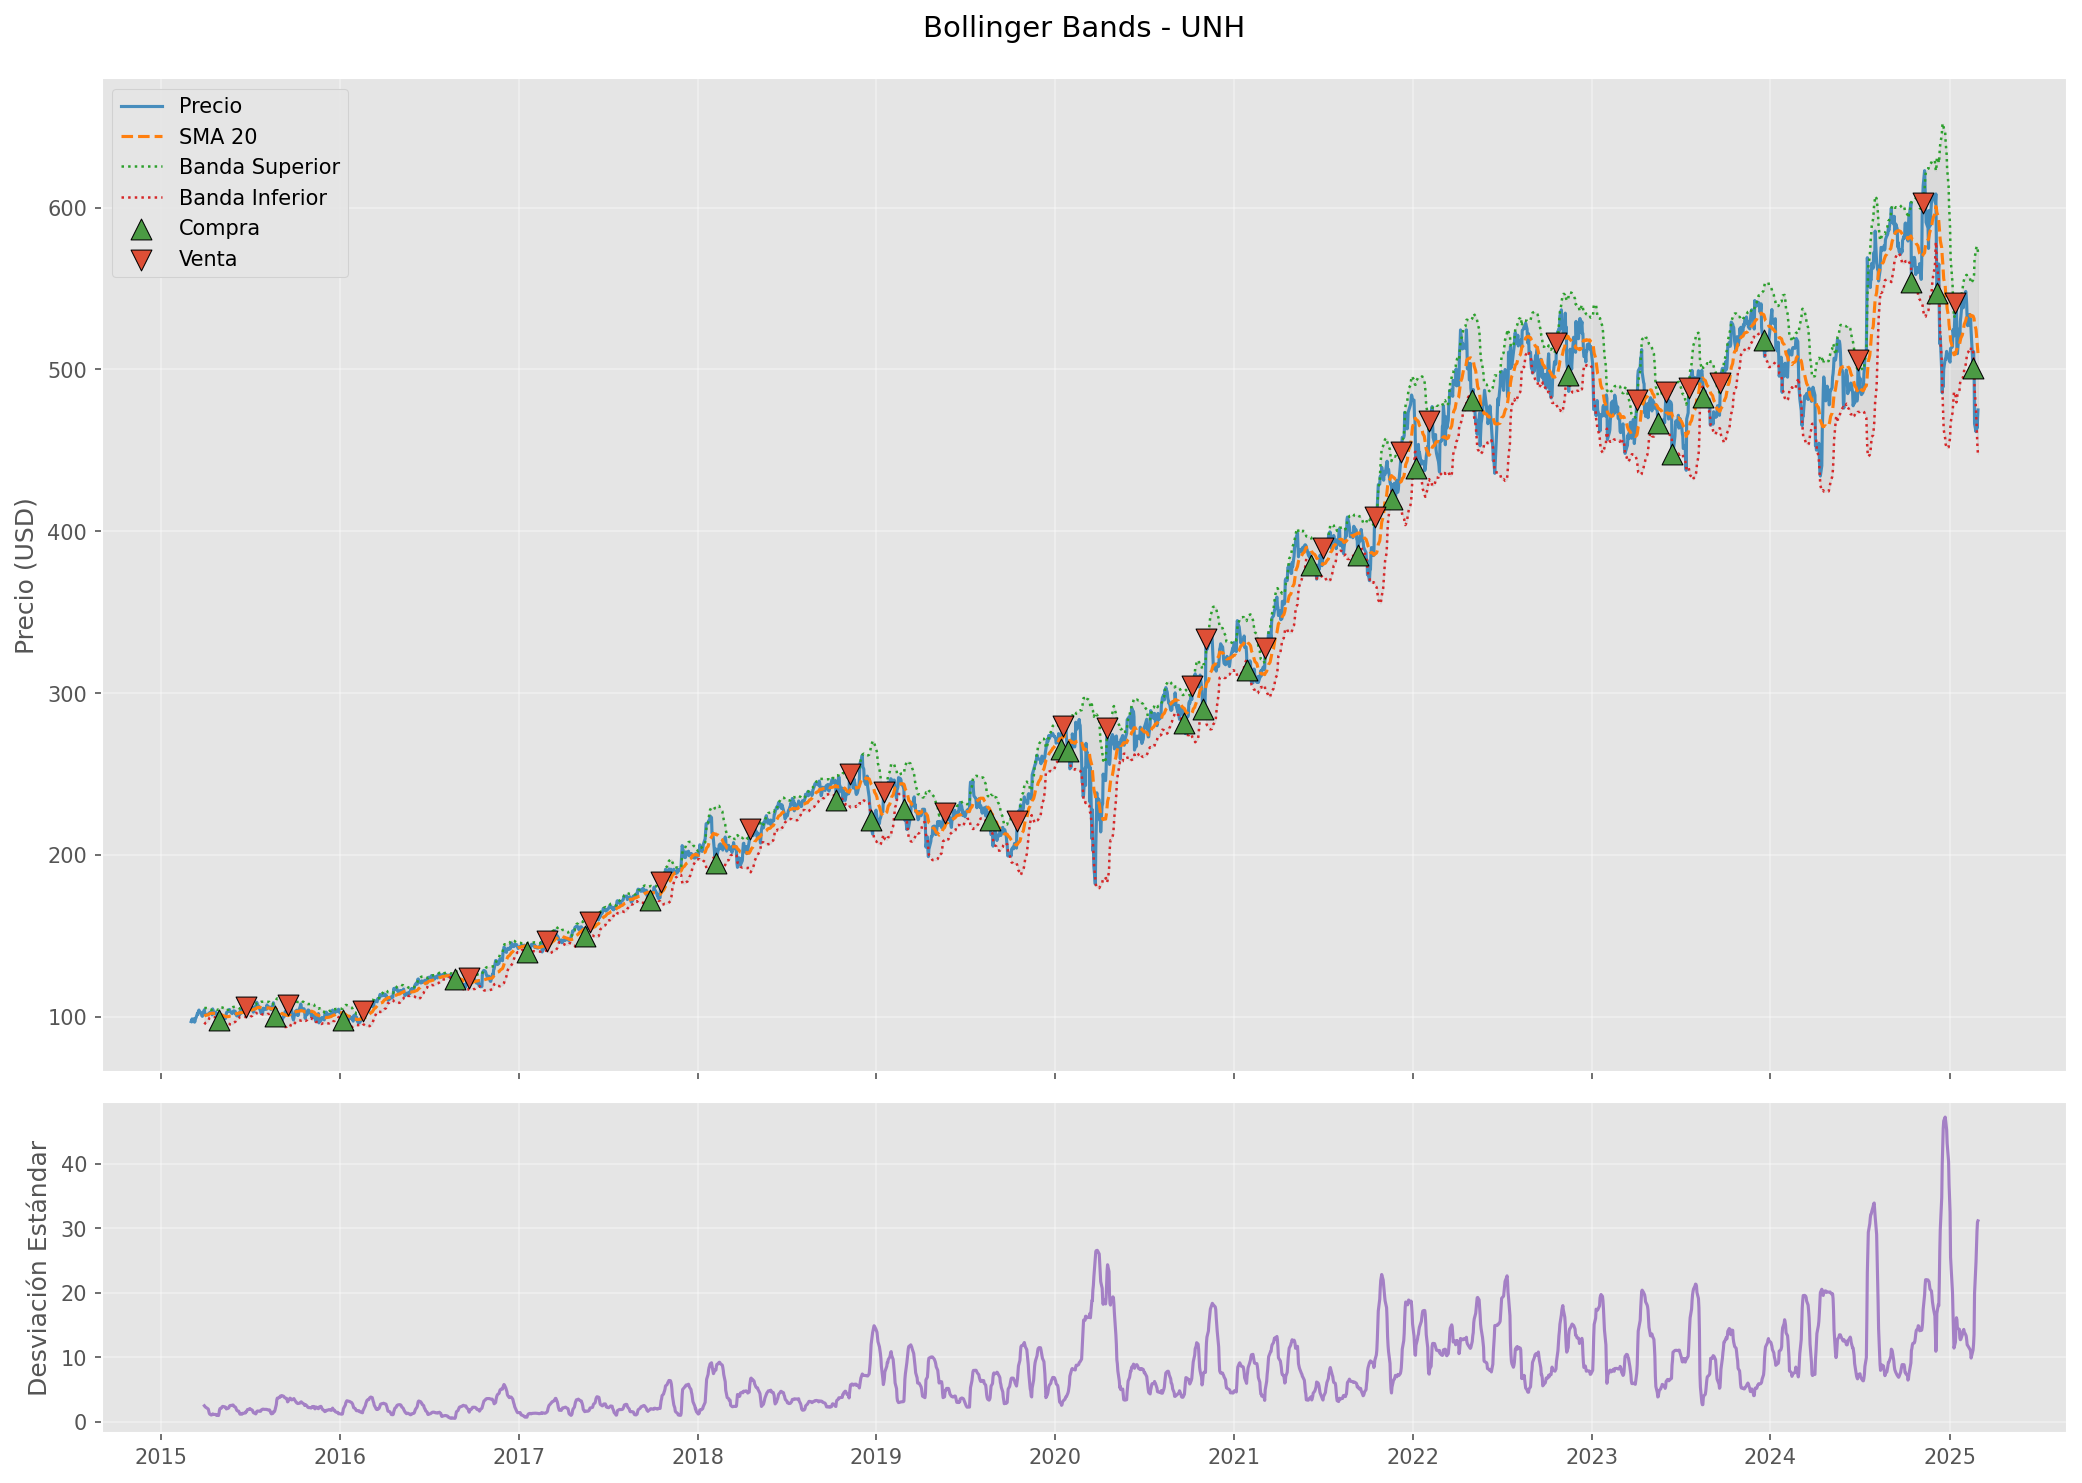 Bollinger Bands - UNH
Precio
SMA 20
Banda Superior
Banda Inferior
Compra
Venta
Precio (USD)
600
500
400
300
200
100
Desviación Estándar
40
30
20
10
0
2015 2016 2017 2018 2019 2020 2021 2022 2023 2024 2025